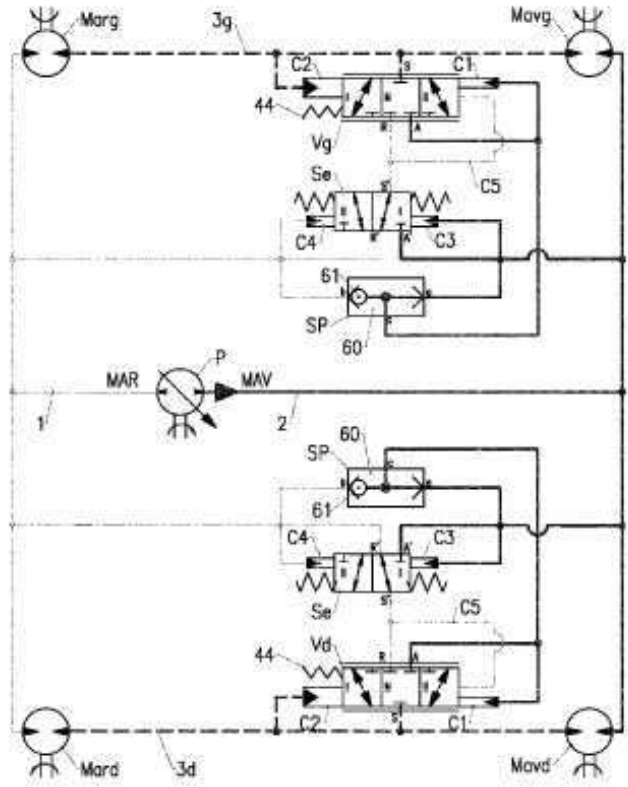 Marg 3g Mavg
C2 S C1
44 I N E
Vg R A
Se S' C5
E I
C4 R' A' C3
61 b a
SP c
60
P
MAR MAV
1 2
60
SP c
b a
61
C4 R' A' C3
E I
Se S' C5
Vd R A
44 I N E
C2 S C1
Mard 3d Mavd